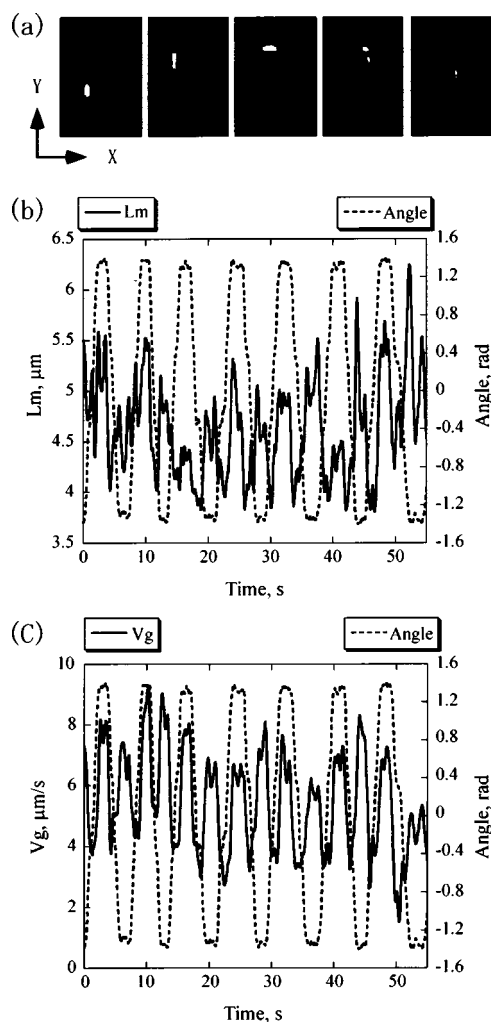 (a)
Y
X
(b)
Lm
Angle
6.5
6
5.5
5
4.5
4
3.5
Lm, μm
1.6
1.2
0.8
0.4
0
-0.4
-0.8
-1.2
-1.6
Angle, rad
0 10 20 30 40 50
Time, s
(C)
Vg
Angle
10
8
6
4
2
0
Vg, μm/s
1.6
1.2
0.8
0.4
0
-0.4
-0.8
-1.2
-1.6
Angle, rad
0 10 20 30 40 50
Time, s